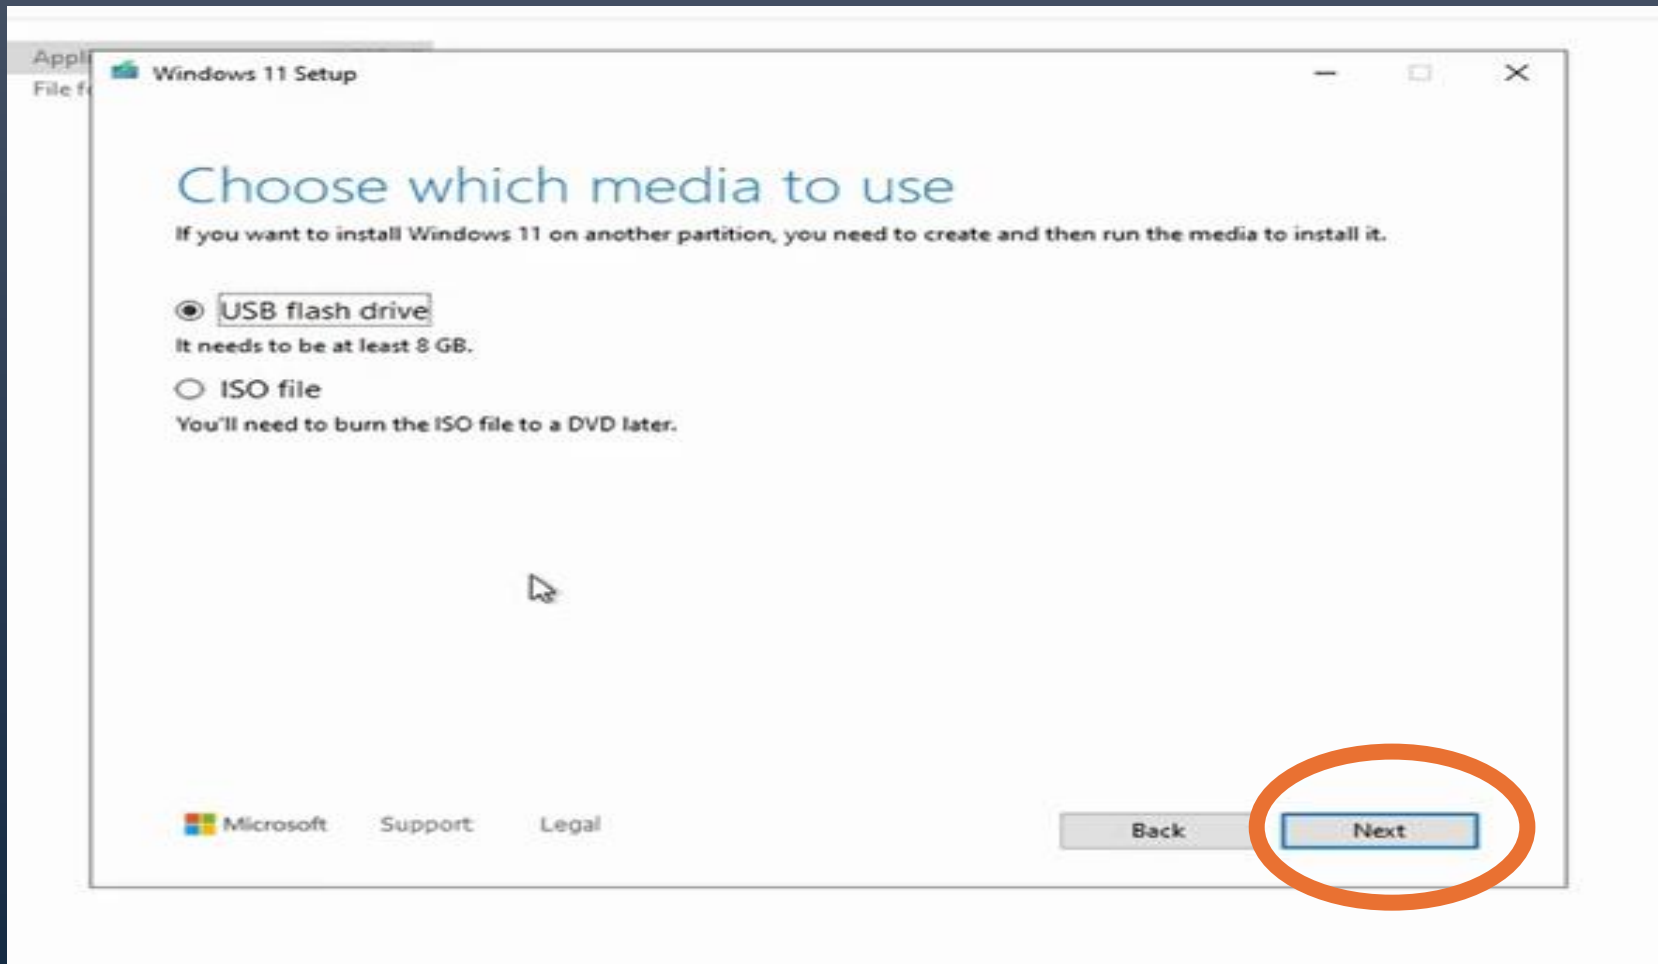 Appli
File fo
Windows 11 Setup
Choose which media to use
If you want to install Windows 11 on another partition, you need to create and then run the media to install it.
USB flash drive
It needs to be at least 8 GB.
ISO file
You'll need to burn the ISO file to a DVD later.
Microsoft Support Legal
Back Next